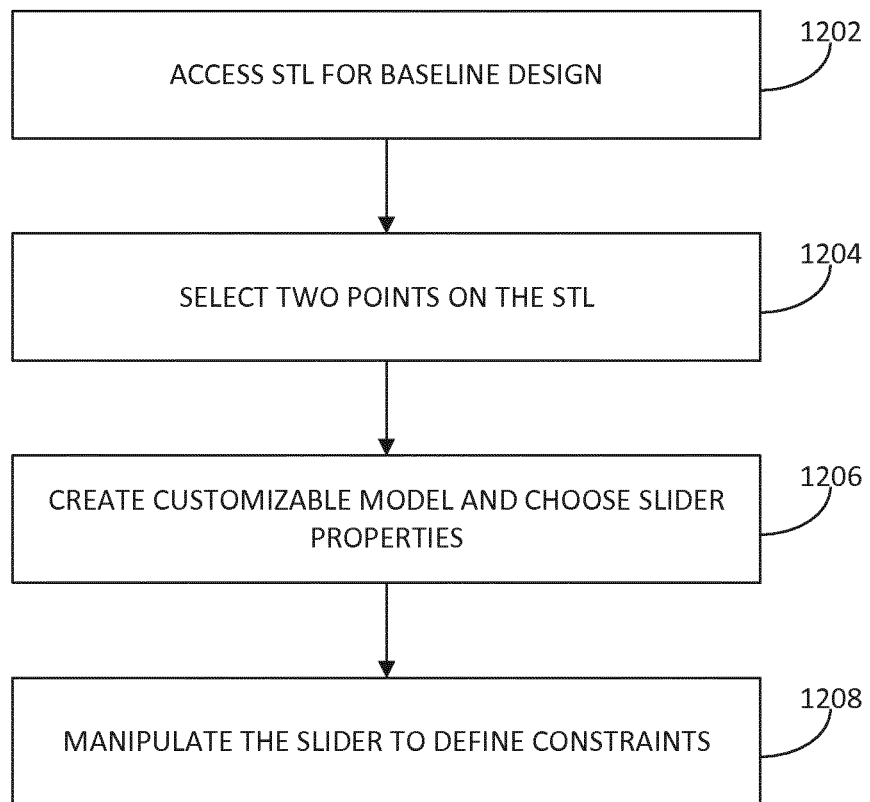 1202
ACCESS STL FOR BASELINE DESIGN
1204
SELECT TWO POINTS ON THE STL
1206
CREATE CUSTOMIZABLE MODEL AND CHOOSE SLIDER
PROPERTIES
1208
MANIPULATE THE SLIDER TO DEFINE CONSTRAINTS